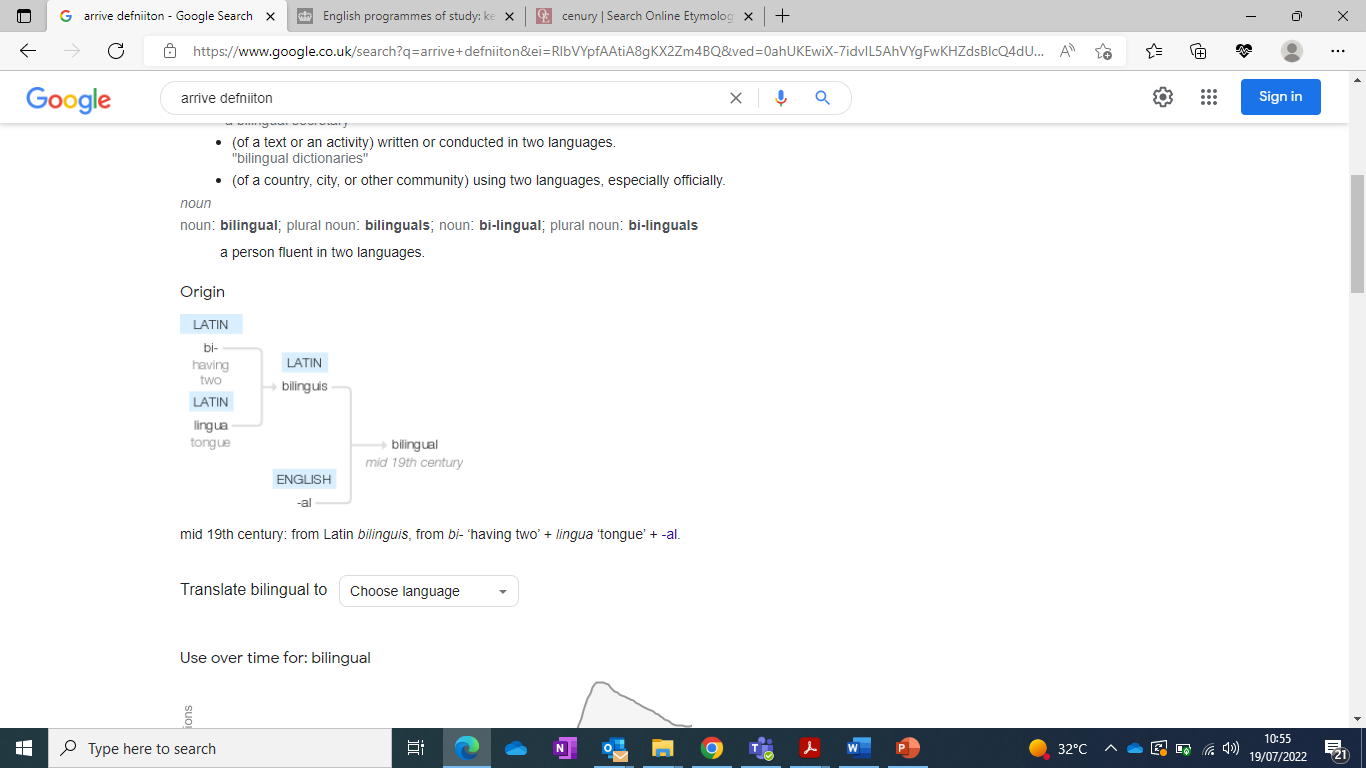 arrive defniiton - Google Search
English programmes of study: ke
cenury | Search Online Etymolog
https://www.google.co.uk/search?q=arrive+defniiton&ei=RIbVYpfAAtiA8gKX2Zm4BQ&ved=0ahUKEwiX-7idvIL5AhVYgFwKHZdsBlcQ4dU...
Google
arrive defniiton
Sign in
"a bilingual secretary"
• (of a text or an activity) written or conducted in two languages.
"bilingual dictionaries"
• (of a country, city, or other community) using two languages, especially officially.
noun
noun: bilingual; plural noun: bilinguals; noun: bi-lingual; plural noun: bi-linguals
a person fluent in two languages.
Origin
LATIN
bi-
having
two
LATIN
lingua
tongue
LATIN
bilinguis
ENGLISH
-al
bilingual
mid 19th century
mid 19th century: from Latin bilinguis, from bi- ‘having two’ + lingua ‘tongue’ + -al.
Translate bilingual to
Choose language
Use over time for: bilingual
ions
Type here to search
32°C
10:55
19/07/2022
21